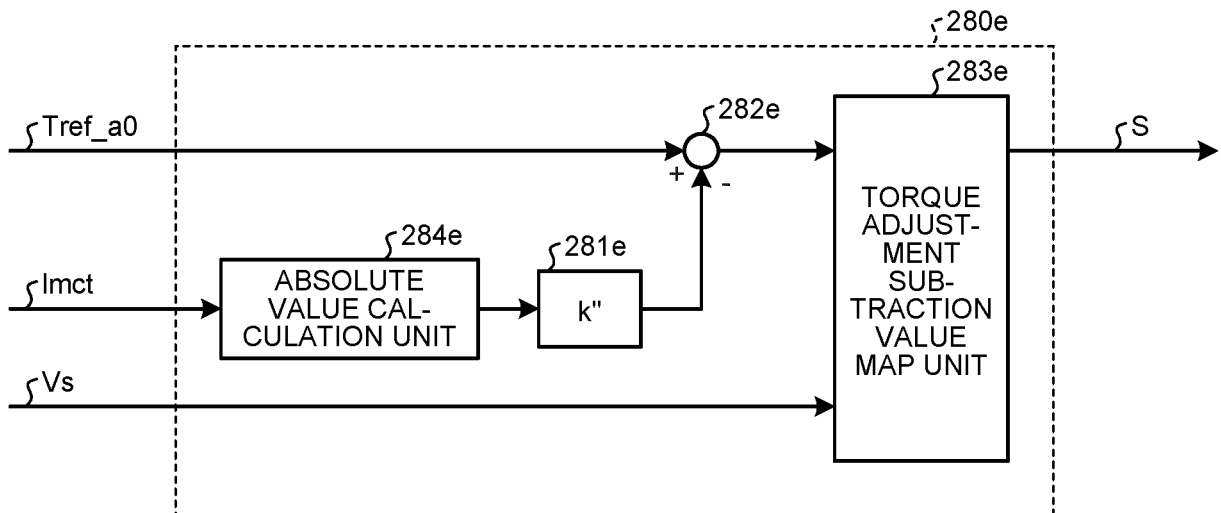 280e
283e
Tref_a0
282e
S
+
-
TORQUE
ADJUST-
MENT
SUB-
TRACTION
VALUE
MAP UNIT
284e
281e
Imct
ABSOLUTE
VALUE CAL-
CULATION UNIT
k"
Vs